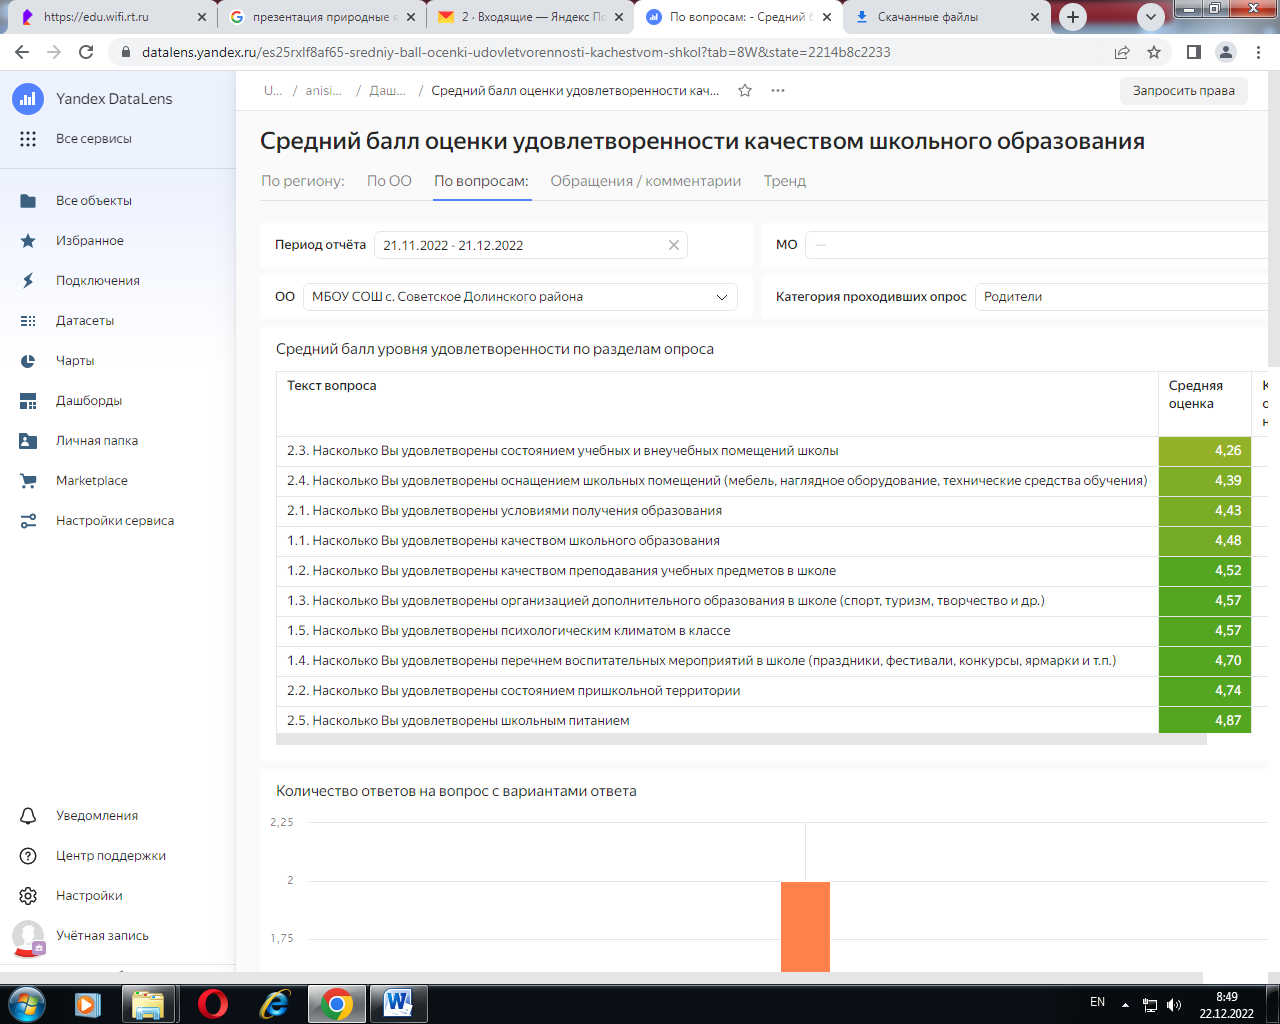 https://edu.wifi.rt.ru
презентация природные я
2 · Входящие — Яндекс По
По вопросам: - Средний б
Скачанные файлы
datalens.yandex.ru/es25rxlf8af65-sredniy-ball-ocenki-udovletvorennosti-kachestvom-shkol?tab=8W&state=2214b8c2233
Yandex DataLens
Все сервисы
Все объекты
Избранное
Подключения
Датасеты
Чарты
Дашборды
Личная папка
Marketplace
Настройки сервиса
Уведомления
Центр поддержки
Настройки
Учётная запись
U... / anisi... / Даш... / Средний балл оценки удовлетворенности кач...
Запросить права
Средний балл оценки удовлетворенности качеством школьного образования
По региону: По ОО По вопросам: Обращения / комментарии Тренд
Период отчёта 21.11.2022 - 21.12.2022
МО —
ОО МБОУ СОШ с. Советское Долинского района
Категория проходивших опрос Родители
Средний балл уровня удовлетворенности по разделам опроса
Текст вопроса Средняя оценка
2.3. Насколько Вы удовлетворены состоянием учебных и внеучебных помещений школы 4,26
2.4. Насколько Вы удовлетворены оснащением школьных помещений (мебель, наглядное оборудование, технические средства обучения) 4,39
2.1. Насколько Вы удовлетворены условиями получения образования 4,43
1.1. Насколько Вы удовлетворены качеством школьного образования 4,48
1.2. Насколько Вы удовлетворены качеством преподавания учебных предметов в школе 4,52
1.3. Насколько Вы удовлетворены организацией дополнительного образования в школе (спорт, туризм, творчество и др.) 4,57
1.5. Насколько Вы удовлетворены психологическим климатом в классе 4,57
1.4. Насколько Вы удовлетворены перечнем воспитательных мероприятий в школе (праздники, фестивали, конкурсы, ярмарки и т.п.) 4,70
2.2. Насколько Вы удовлетворены состоянием пришкольной территории 4,74
2.5. Насколько Вы удовлетворены школьным питанием 4,87
Количество ответов на вопрос с вариантами ответа
2,25
2
1,75
EN
8:49
22.12.2022